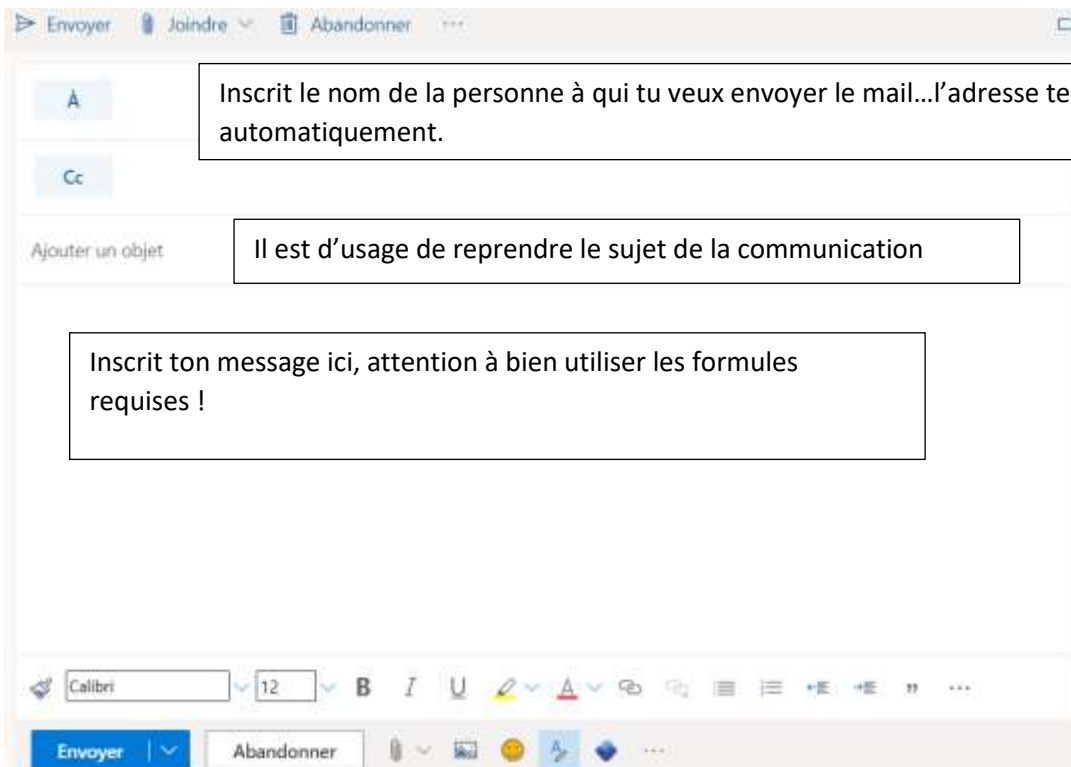 Envoyer Joindre Abandonner ...
À
Inscrit le nom de la personne à qui tu veux envoyer le mail…l’adresse te
automatiquement.
Cc
Ajouter un objet
Il est d’usage de reprendre le sujet de la communication
Inscrit ton message ici, attention à bien utiliser les formules
requises !
Calibri 12 B I U A ...
Envoyer Abandonner ...